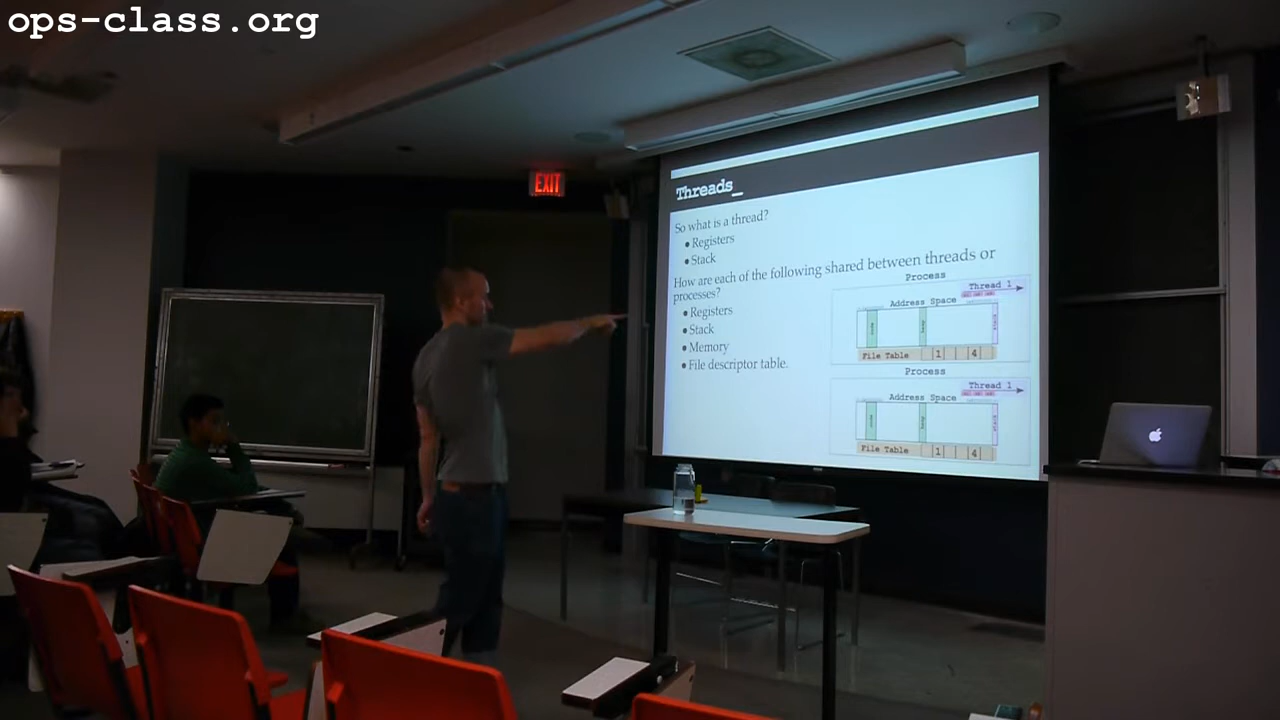 ops-class.org
EXIT
Threads_
So what is a thread?
• Registers
• Stack
How are each of the following shared between threads or
processes?
• Registers
• Stack
• Memory
• File descriptor table.
Process
Thread 1
Address Space
File Table 1 4
Process
Thread 1
Address Space
File Table 1 4